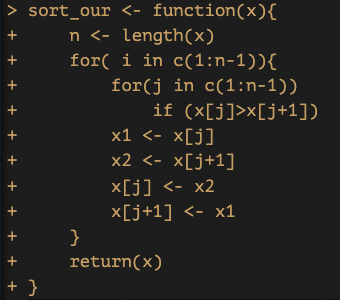 > sort_our <- function(x){
+     n <- length(x)
+     for( i in c(1:n-1)){
+         for(j in c(1:n-1))
+             if (x[j]>x[j+1])
+         x1 <- x[j]
+         x2 <- x[j+1]
+         x[j] <- x2
+         x[j+1] <- x1
+     }
+     return(x)
+ }